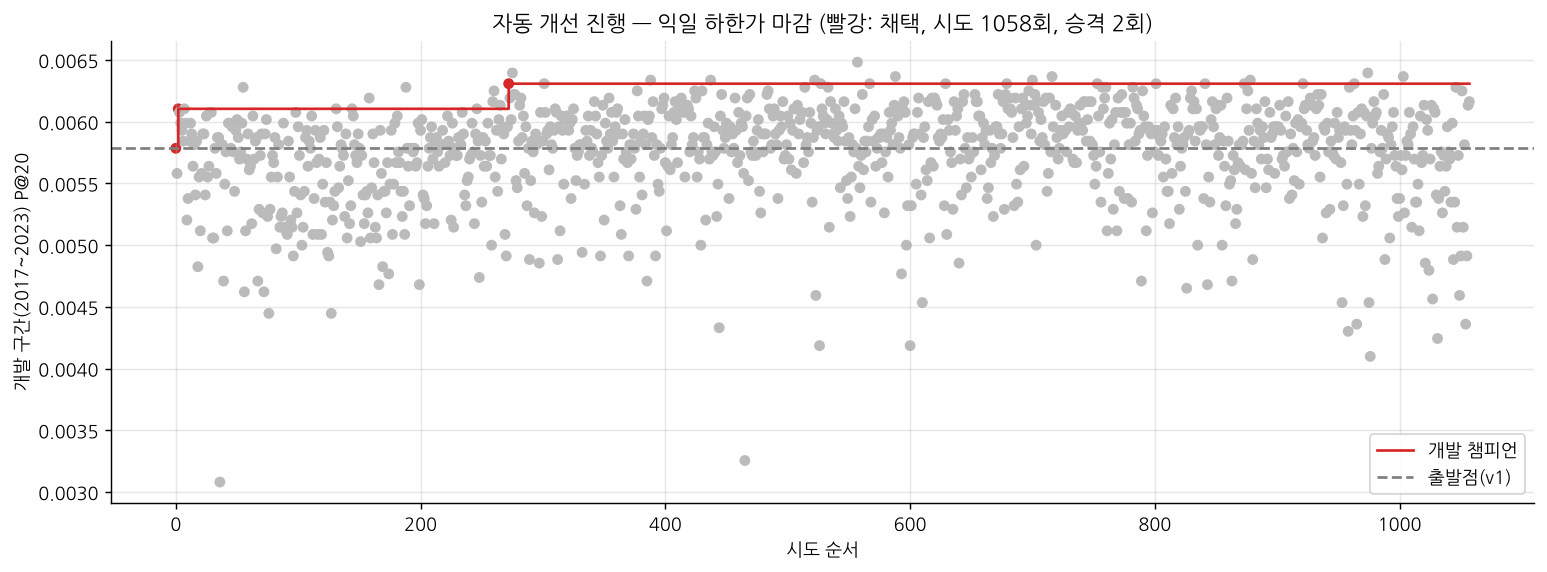 자동 개선 진행 — 익일 하한가 마감 (빨강: 채택, 시도 1058회, 승격 2회)
개발 구간(2017~2023) P@20
0.0065
0.0060
0.0055
0.0050
0.0045
0.0040
0.0035
0.0030
개발 챔피언
출발점(v1)
0 200 400 600 800 1000
시도 순서